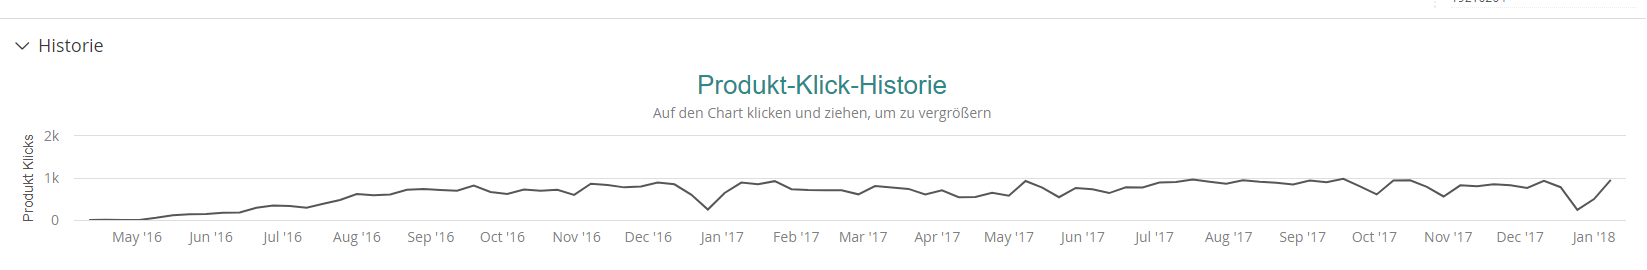 Historie
Produkt-Klick-Historie
Auf den Chart klicken und ziehen, um zu vergrößern
Produkt Klicks
2k
1k
0
May '16 Jun '16 Jul '16 Aug '16 Sep '16 Oct '16 Nov '16 Dec '16 Jan '17 Feb '17 Mar '17 Apr '17 May '17 Jun '17 Jul '17 Aug '17 Sep '17 Oct '17 Nov '17 Dec '17 Jan '18